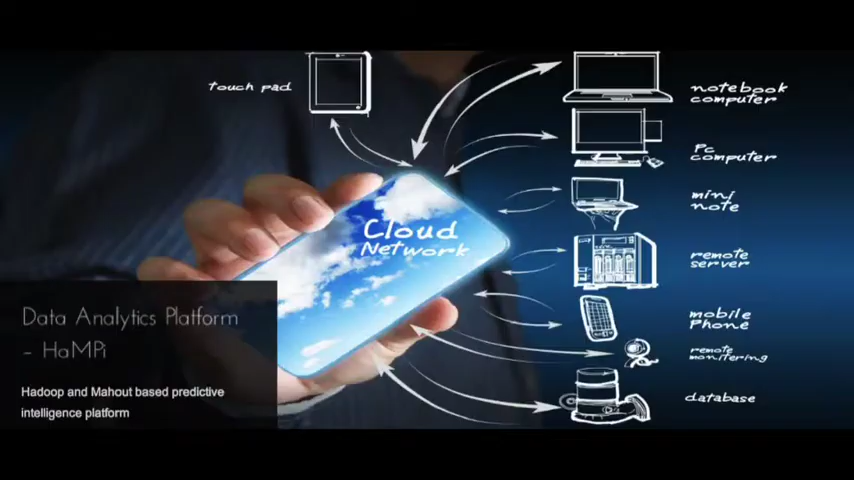 touch pad
notebook
computer
Pc
computer
mini
note
Cloud
Network
remote
server
mobile
Phone
remote
monitering
database
Data Analytics Platform
– HaMPi
Hadoop and Mahout based predictive
intelligence platform